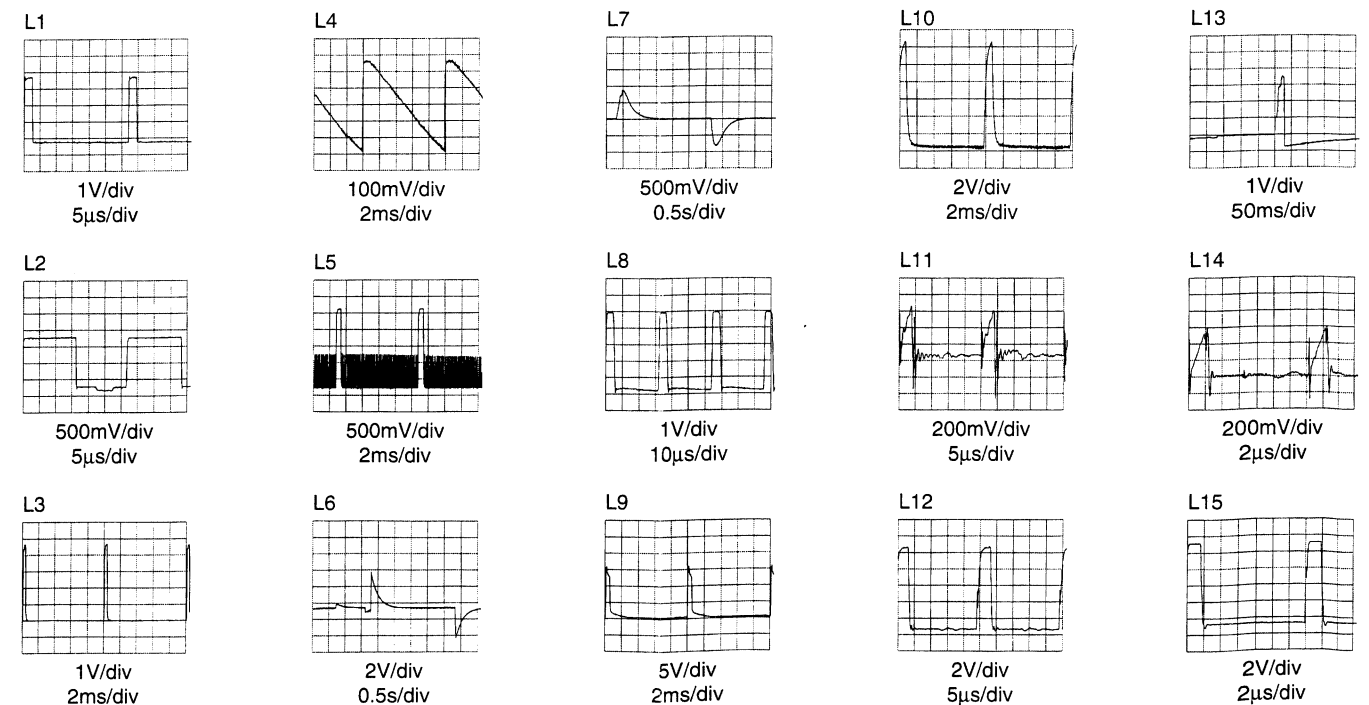 L1
L4
L7
L10
L13
1V/div
100mV/div
500mV/div
2V/div
1V/div
5μs/div
2ms/div
0.5s/div
2ms/div
50ms/div
L2
L5
L8
L11
L14
500mV/div
500mV/div
1V/div
200mV/div
200mV/div
5μs/div
2ms/div
10μs/div
5μs/div
2μs/div
L3
L6
L9
L12
L15
1V/div
2V/div
5V/div
2V/div
2V/div
2ms/div
0.5s/div
2ms/div
5μs/div
2μs/div